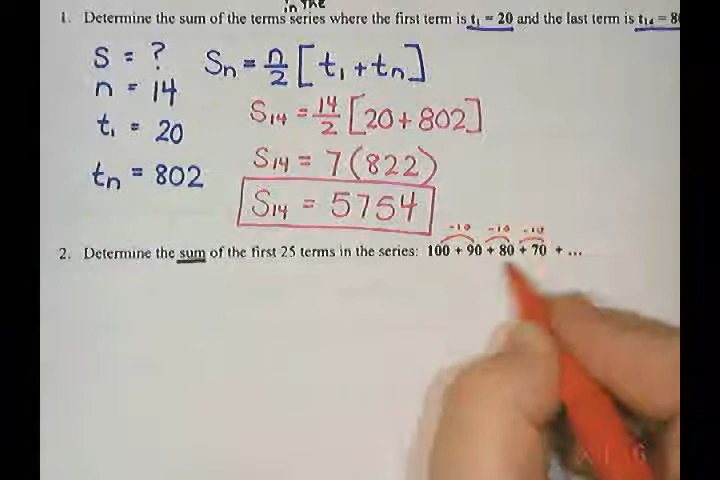 in THE
1. Determine the sum of the terms series where the first term is t₁ = 20 and the last term is t₁₄ = 80
S = ? Sn = n/2 [t₁ + tn]
n = 14
t₁ = 20 S₁₄ = 14/2 [20 + 802]
tn = 802 S₁₄ = 7(822)
S₁₄ = 5754
-10 -10 -10
2. Determine the sum of the first 25 terms in the series: 100 + 90 + 80 + 70 + ...